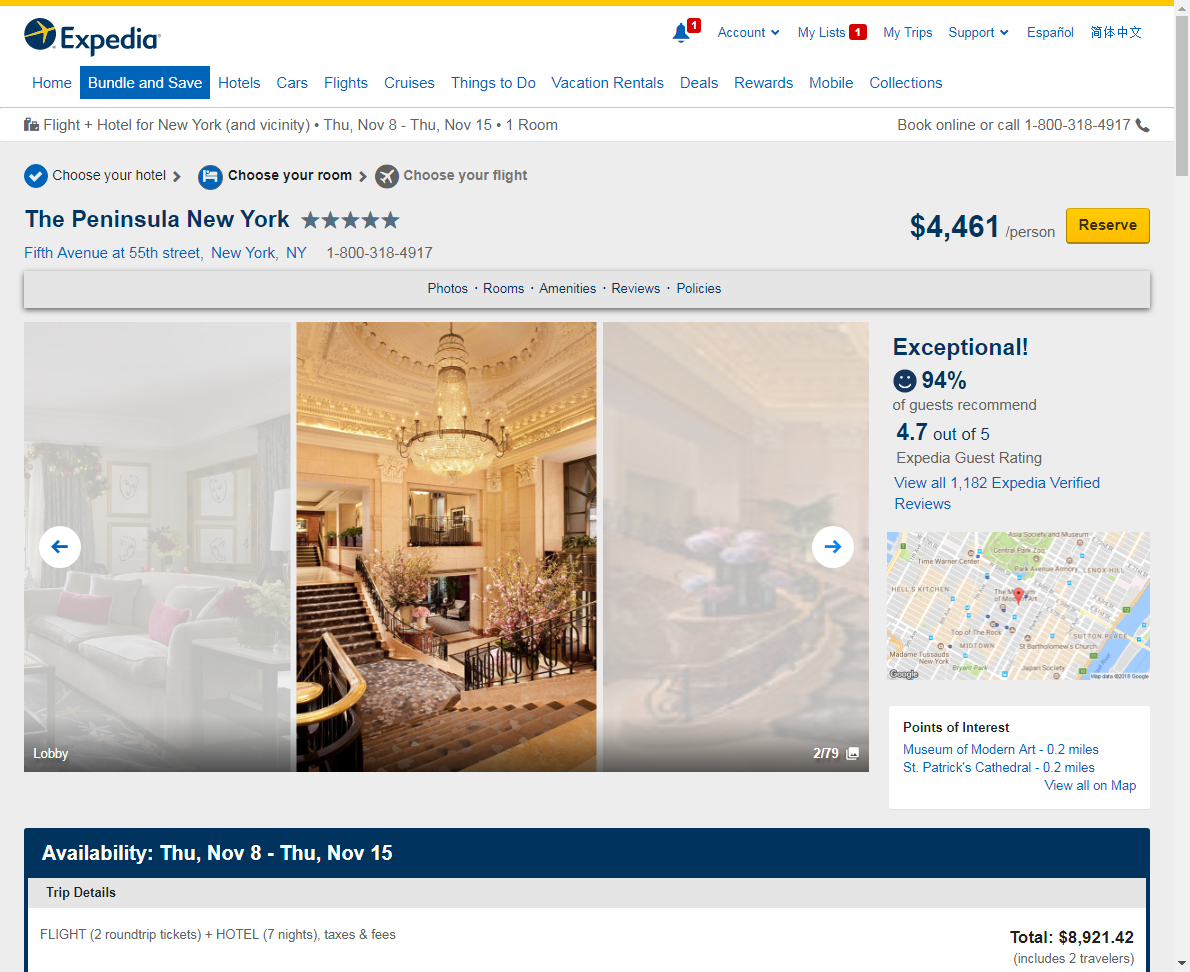 Expedia
1
Account
My Lists 1
My Trips
Support
Español
简体中文
Home
Bundle and Save
Hotels
Cars
Flights
Cruises
Things to Do
Vacation Rentals
Deals
Rewards
Mobile
Collections
Flight + Hotel for New York (and vicinity) • Thu, Nov 8 - Thu, Nov 15 • 1 Room
Book online or call 1-800-318-4917
Choose your hotel
Choose your room
Choose your flight
The Peninsula New York
$4,461 /person
Reserve
Fifth Avenue at 55th street, New York, NY 1-800-318-4917
Photos · Rooms · Amenities · Reviews · Policies
Exceptional!
94%
of guests recommend
4.7 out of 5
Expedia Guest Rating
View all 1,182 Expedia Verified
Reviews
Asia Society and Museum
Central Park Zoo
Time Warner Center
Park Avenue Armory
LENOX HILL
HELL'S KITCHEN
The Museum
of Modern Art
Top of The Rock
SUTTON PLACE
MIDTOWN
St Bartholomew's Church
Madame Tussauds
New York
Bryant Park
Japan Society
Google
Map data ©2018 Google
Lobby
2/79
Points of Interest
Museum of Modern Art - 0.2 miles
St. Patrick's Cathedral - 0.2 miles
View all on Map
Availability: Thu, Nov 8 - Thu, Nov 15
Trip Details
FLIGHT (2 roundtrip tickets) + HOTEL (7 nights), taxes & fees
Total: $8,921.42
(includes 2 travelers)